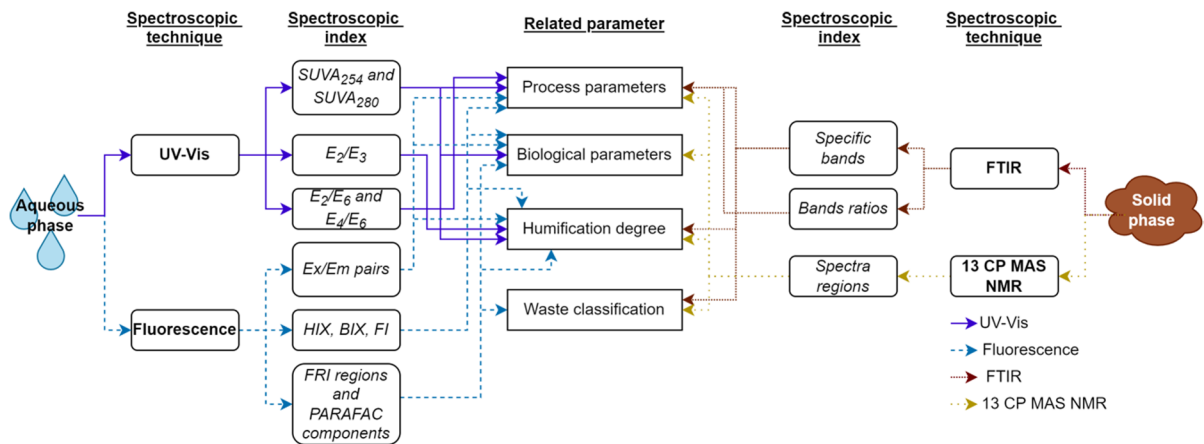 Spectroscopic
technique
Spectroscopic
index
Related parameter
Spectroscopic
index
Spectroscopic
technique
Aqueous
phase
UV-Vis
Fluorescence
SUVA254 and
SUVA280
E2/E3
E2/E6 and
E4/E6
Ex/Em pairs
HIX, BIX, FI
FRI regions
and
PARAFAC
components
Process parameters
Biological parameters
Humification degree
Waste classification
Specific
bands
Bands ratios
Spectra
regions
FTIR
13 CP MAS
NMR
Solid
phase
UV-Vis
Fluorescence
FTIR
13 CP MAS NMR